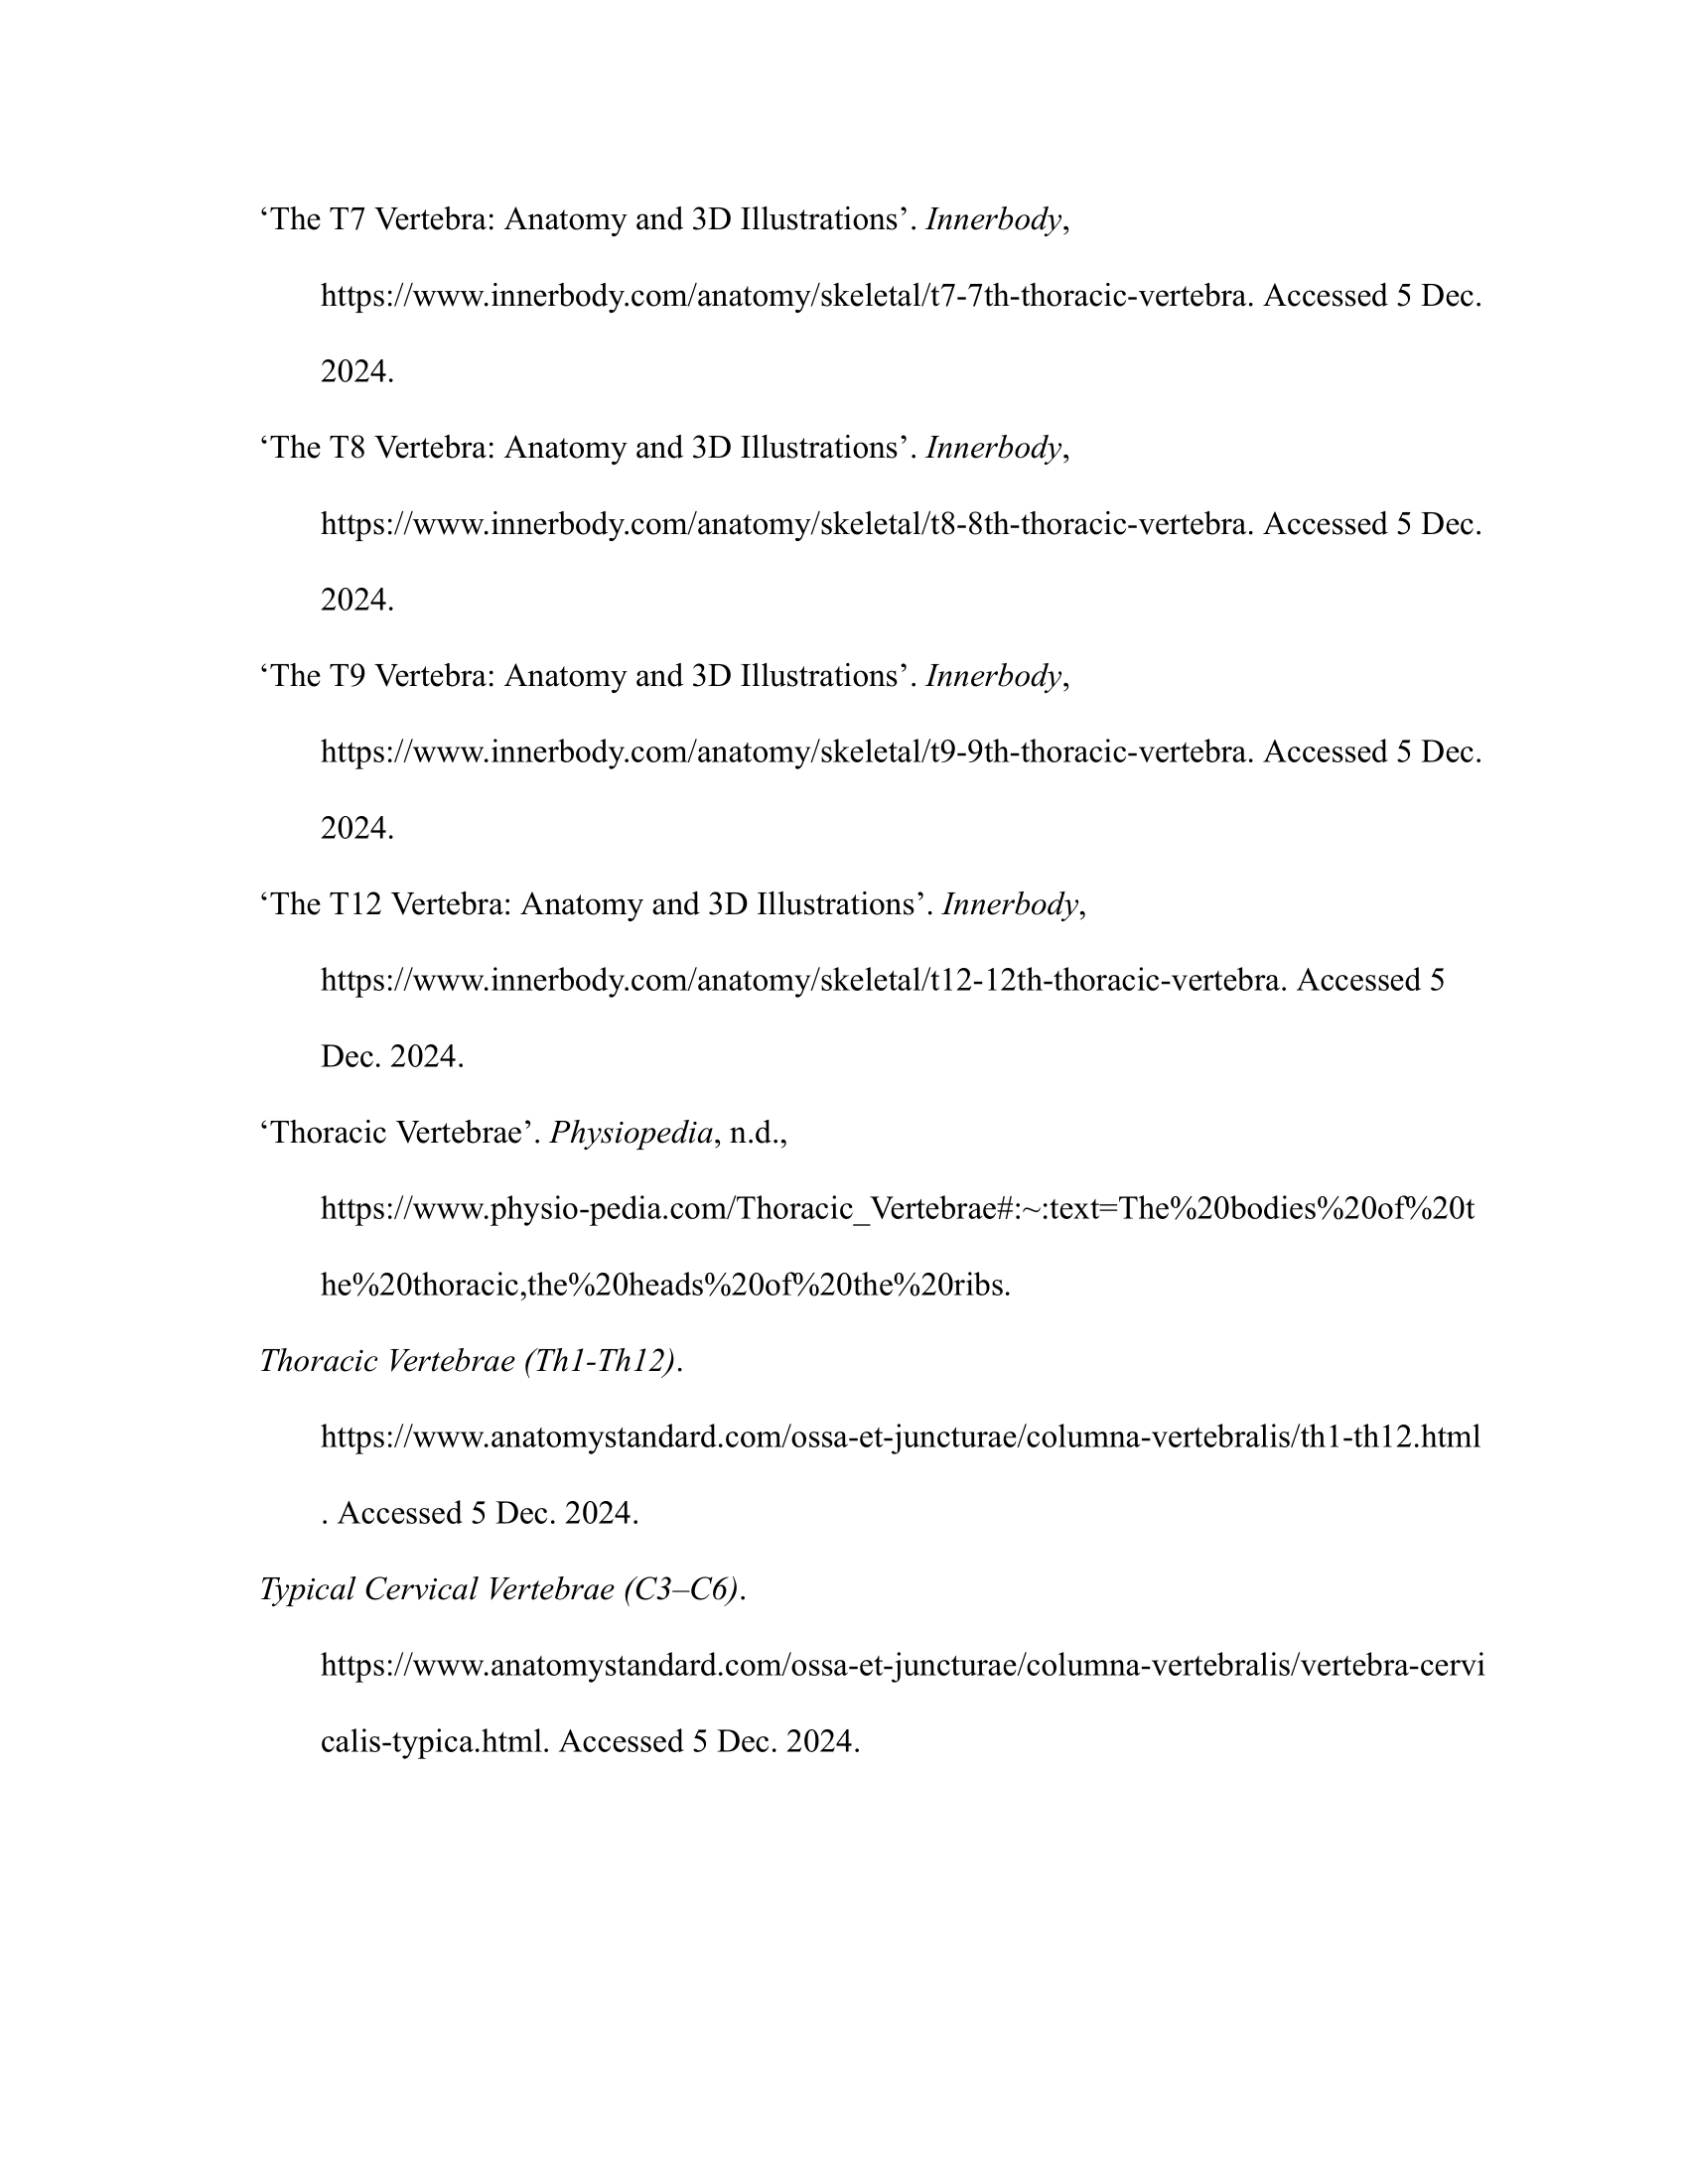 ‘The T7 Vertebra: Anatomy and 3D Illustrations’. Innerbody,
https://www.innerbody.com/anatomy/skeletal/t7-7th-thoracic-vertebra. Accessed 5 Dec.
2024.
‘The T8 Vertebra: Anatomy and 3D Illustrations’. Innerbody,
https://www.innerbody.com/anatomy/skeletal/t8-8th-thoracic-vertebra. Accessed 5 Dec.
2024.
‘The T9 Vertebra: Anatomy and 3D Illustrations’. Innerbody,
https://www.innerbody.com/anatomy/skeletal/t9-9th-thoracic-vertebra. Accessed 5 Dec.
2024.
‘The T12 Vertebra: Anatomy and 3D Illustrations’. Innerbody,
https://www.innerbody.com/anatomy/skeletal/t12-12th-thoracic-vertebra. Accessed 5
Dec. 2024.
‘Thoracic Vertebrae’. Physiopedia, n.d.,
https://www.physio-pedia.com/Thoracic_Vertebrae#:~:text=The%20bodies%20of%20t
he%20thoracic,the%20heads%20of%20the%20ribs.
Thoracic Vertebrae (Th1-Th12).
https://www.anatomystandard.com/ossa-et-juncturae/columna-vertebralis/th1-th12.html
. Accessed 5 Dec. 2024.
Typical Cervical Vertebrae (C3–C6).
https://www.anatomystandard.com/ossa-et-juncturae/columna-vertebralis/vertebra-cervi
calis-typica.html. Accessed 5 Dec. 2024.